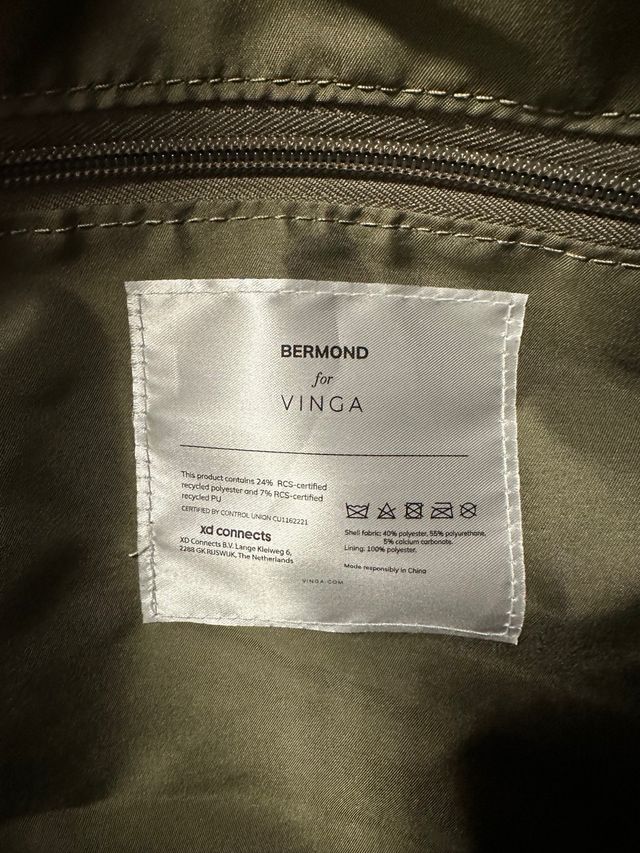 BERMOND
for
VINGA
This product contains 24% RCS-certified
recycled polyester and 7% RCS-certified
recycled PU
CERTIFIED BY CONTROL UNION CU1162221
xd connects
XD Connects B.V. Lange Kleiweg 6,
2288 GK RIJSWIJK, The Netherlands
Shell fabric: 40% polyester, 55% polyurethane,
5% calcium carbonate.
Lining: 100% polyester.
Made responsibly in China
VINGA.COM